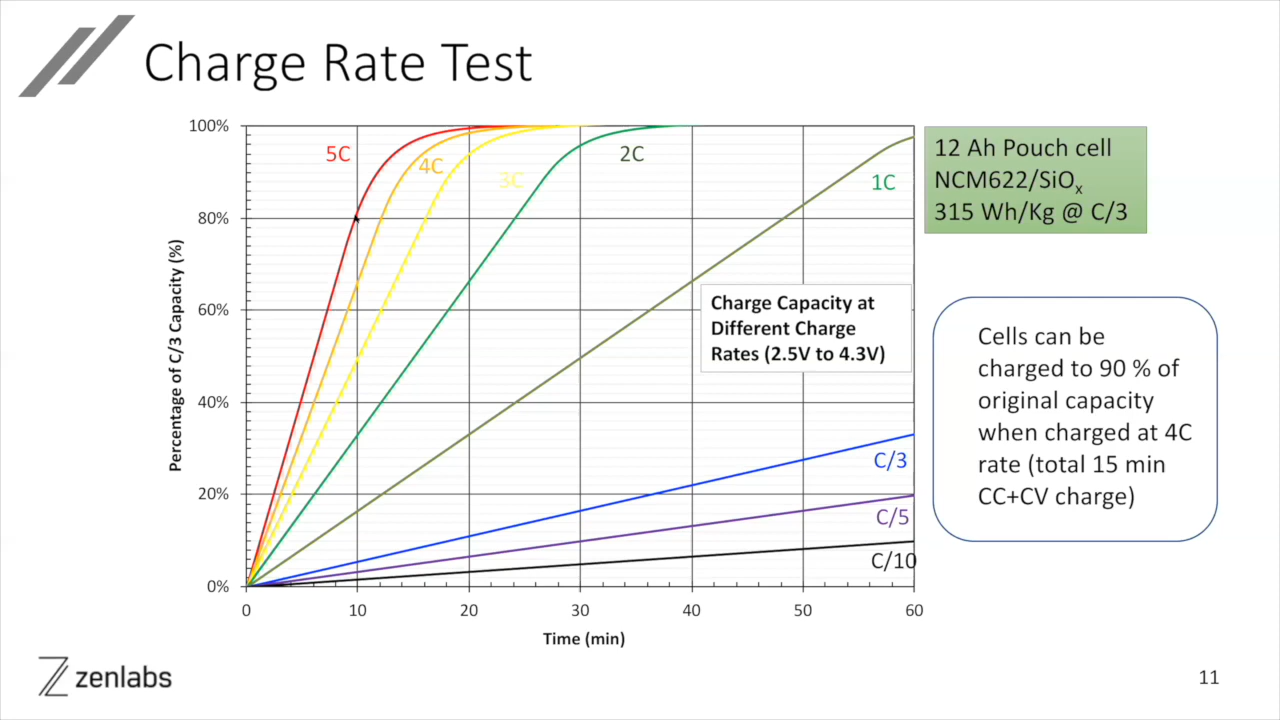 Charge Rate Test
100%
80%
60%
40%
20%
0%
Percentage of C/3 Capacity (%)
5C
4C
3C
2C
1C
C/3
C/5
C/10
Charge Capacity at
Different Charge
Rates (2.5V to 4.3V)
0 10 20 30 40 50 60
Time (min)
12 Ah Pouch cell
NCM622/SiOx
315 Wh/Kg @ C/3
Cells can be
charged to 90 % of
original capacity
when charged at 4C
rate (total 15 min
CC+CV charge)
zenlabs
11